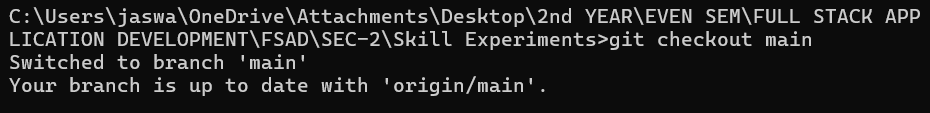 C:\Users\jaswa\OneDrive\Attachments\Desktop\2nd YEAR\EVEN SEM\FULL STACK APP
LICATION DEVELOPMENT\FSAD\SEC-2\Skill Experiments>git checkout main
Switched to branch 'main'
Your branch is up to date with 'origin/main'.